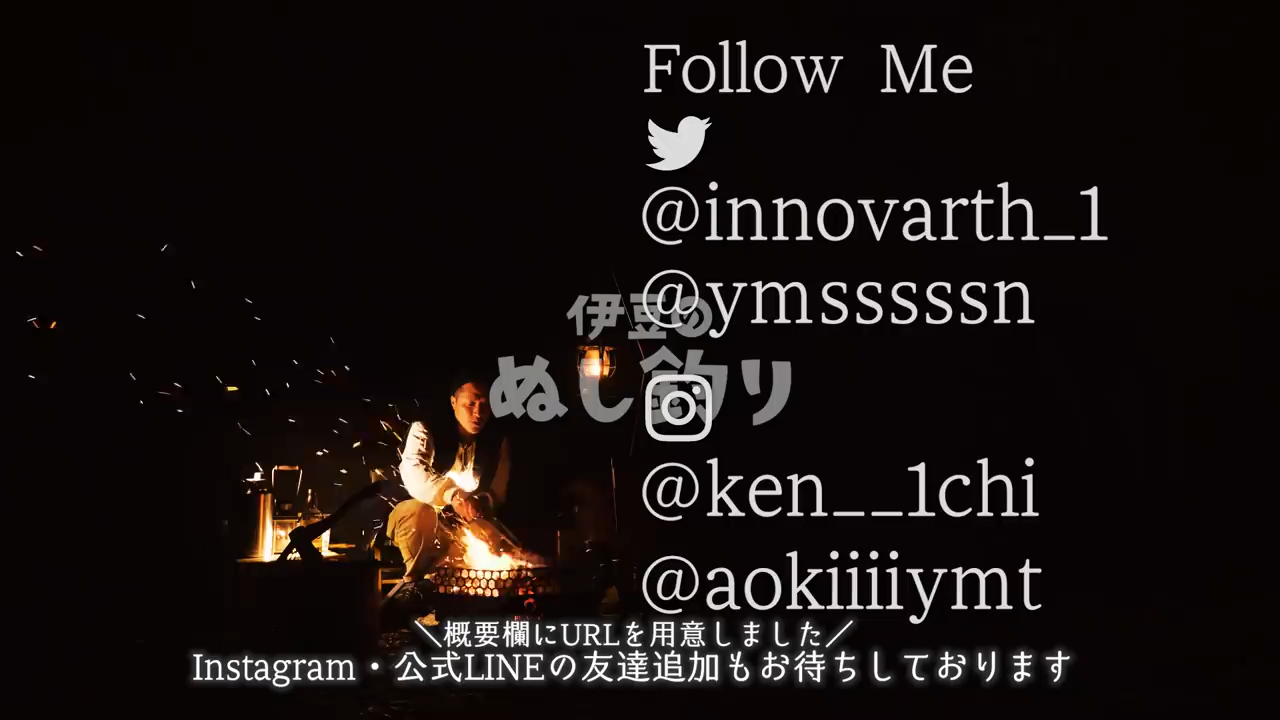 Follow Me
@innovarth_1
@ymsssssn
伊豆の
ぬし釣り
@ken__1chi
@aokiiiiymt
＼概要欄にURLを用意しました／
Instagram・公式LINEの友達追加もお待ちしております